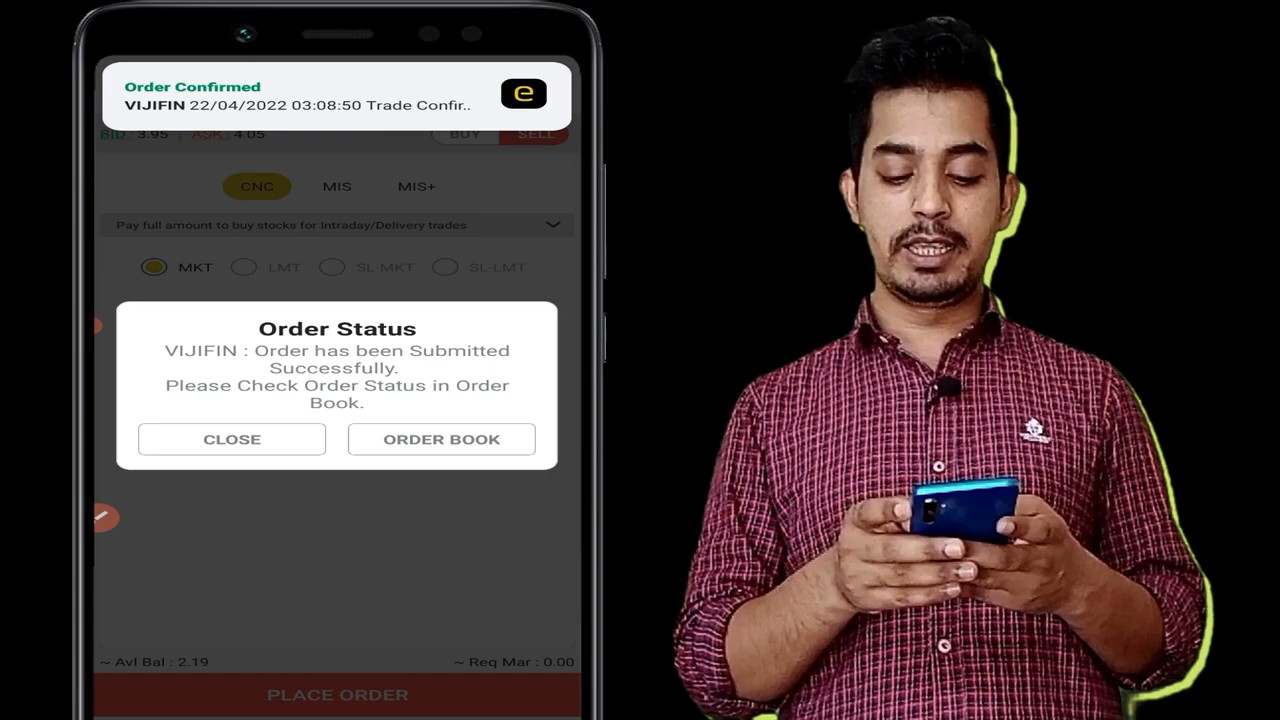 Order Confirmed
VIJIFIN 22/04/2022 03:08:50 Trade Confir..
e
BID : 3.95 | ASK : 4.05
BUY SELL
CNC MIS MIS+
Pay full amount to buy stocks for Intraday/Delivery trades
MKT LMT SL-MKT SL-LMT
Order Status
VIJIFIN : Order has been Submitted
Successfully.
Please Check Order Status in Order
Book.
CLOSE ORDER BOOK
~ Avl Bal : 2.19 ~ Req Mar : 0.00
PLACE ORDER